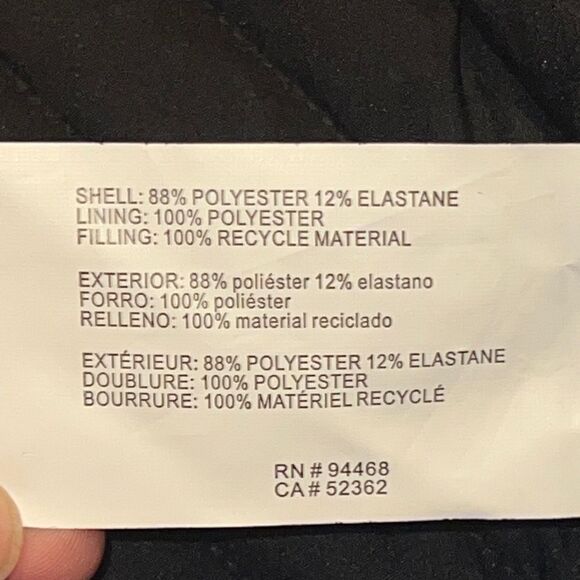 SHELL: 88% POLYESTER 12% ELASTANE
LINING: 100% POLYESTER
FILLING: 100% RECYCLE MATERIAL
EXTERIOR: 88% poliéster 12% elastano
FORRO: 100% poliéster
RELLENO: 100% material reciclado
EXTÉRIEUR: 88% POLYESTER 12% ELASTANE
DOUBLURE: 100% POLYESTER
BOURRURE: 100% MATÉRIEL RECYCLÉ
RN # 94468
CA # 52362